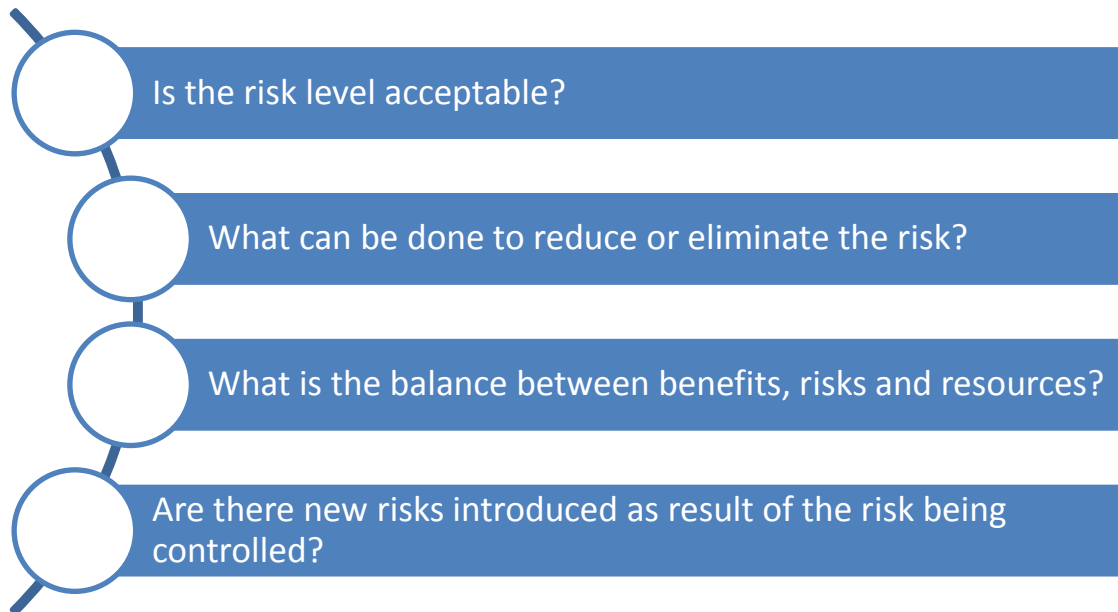 Is the risk level acceptable?
What can be done to reduce or eliminate the risk?
What is the balance between benefits, risks and resources?
Are there new risks introduced as result of the risk being
controlled?